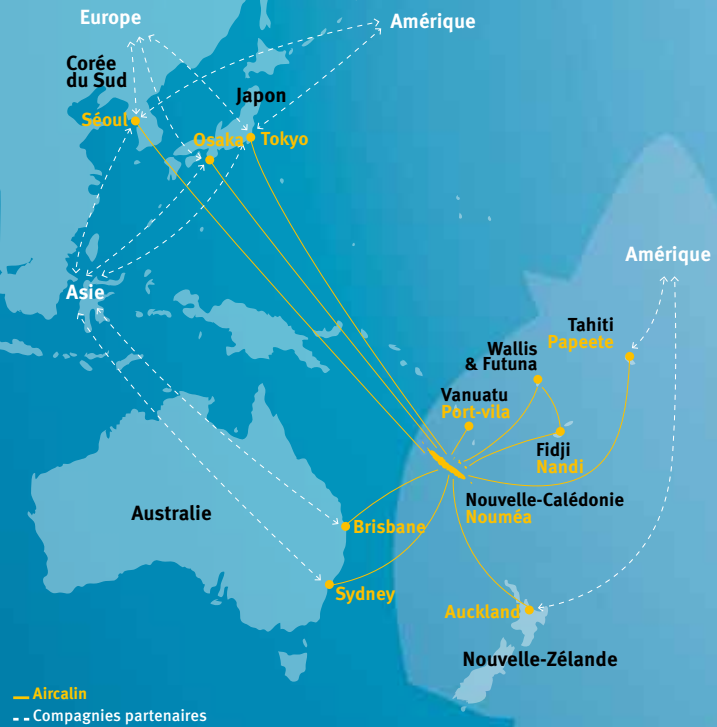 Europe
Amérique
Corée
du Sud
Japon
Séoul
Osaka
Tokyo
Amérique
Asie
Tahiti
Papeete
Wallis
& Futuna
Vanuatu
Port-vila
Fidji
Nandi
Nouvelle-Calédonie
Nouméa
Australie
Brisbane
Sydney
Auckland
Nouvelle-Zélande
Aircalin
Compagnies partenaires